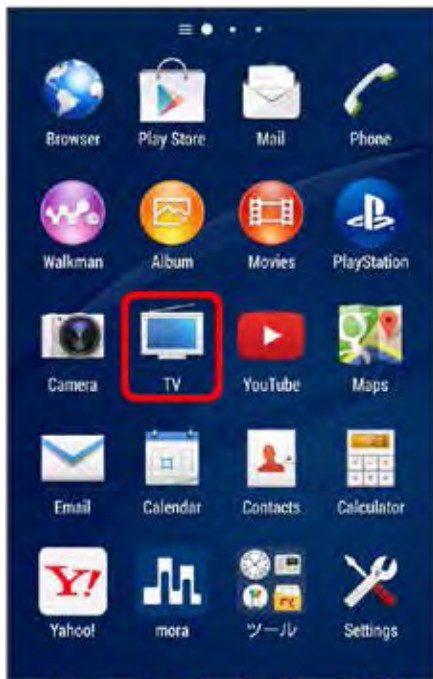 Browser Play Store Mail Phone
Walkman Album Movies PlayStation
Camera TV YouTube Maps
Email Calendar Contacts Calculator
Y!
Yahoo! mora ツール Settings